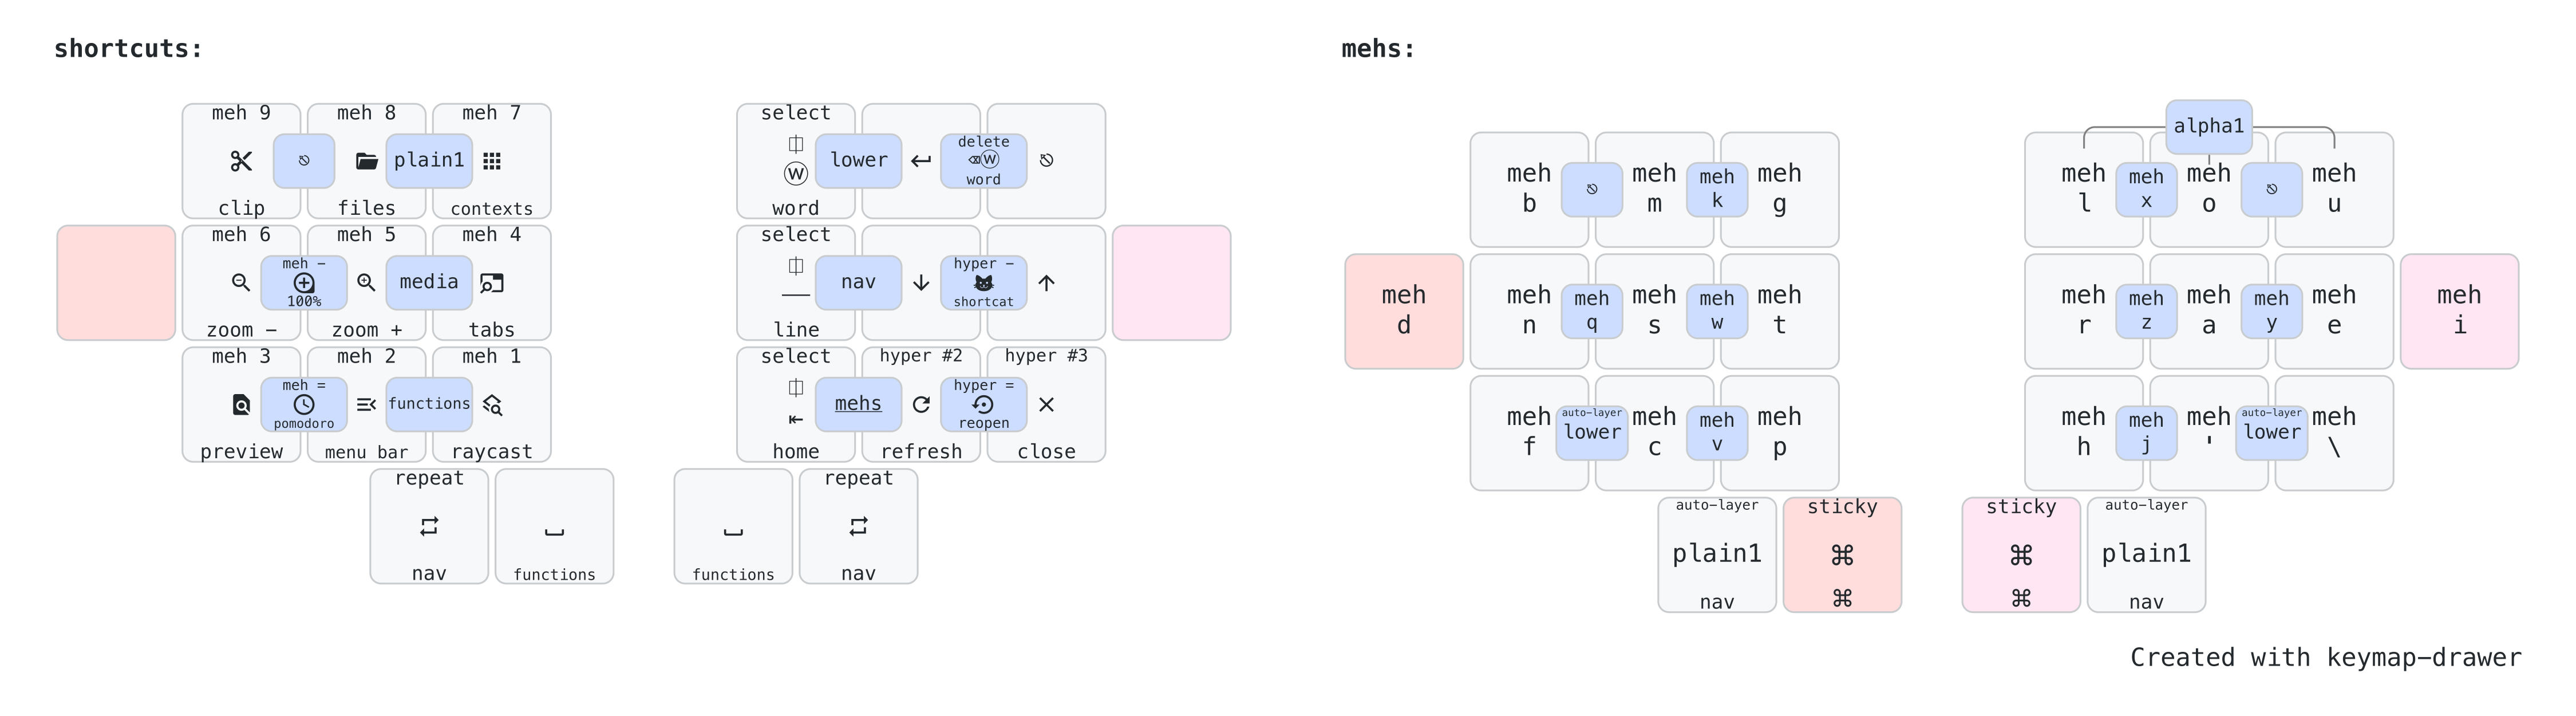 shortcuts:
meh 9
clip
meh 8
files
plain1
meh 7
contexts
select
W
word
lower
delete
W
word
meh 6
zoom -
meh -
100%
meh 5
zoom +
media
meh 4
tabs
select
line
nav
hyper -
shortcat
meh 3
preview
meh =
pomodoro
meh 2
menu bar
functions
meh 1
raycast
select
home
mehs
hyper #2
refresh
hyper =
reopen
hyper #3
close
repeat
nav
functions
functions
repeat
nav
mehs:
alpha1
meh b
meh m
meh k
meh g
meh l
meh x
meh o
meh u
meh d
meh n
meh q
meh s
meh w
meh t
meh r
meh z
meh a
meh y
meh e
meh i
meh f
auto-layer
lower
meh c
meh v
meh p
meh h
meh j
meh '
auto-layer
lower
meh \
auto-layer
plain1
nav
sticky
⌘
⌘
sticky
⌘
⌘
auto-layer
plain1
nav
Created with keymap-drawer